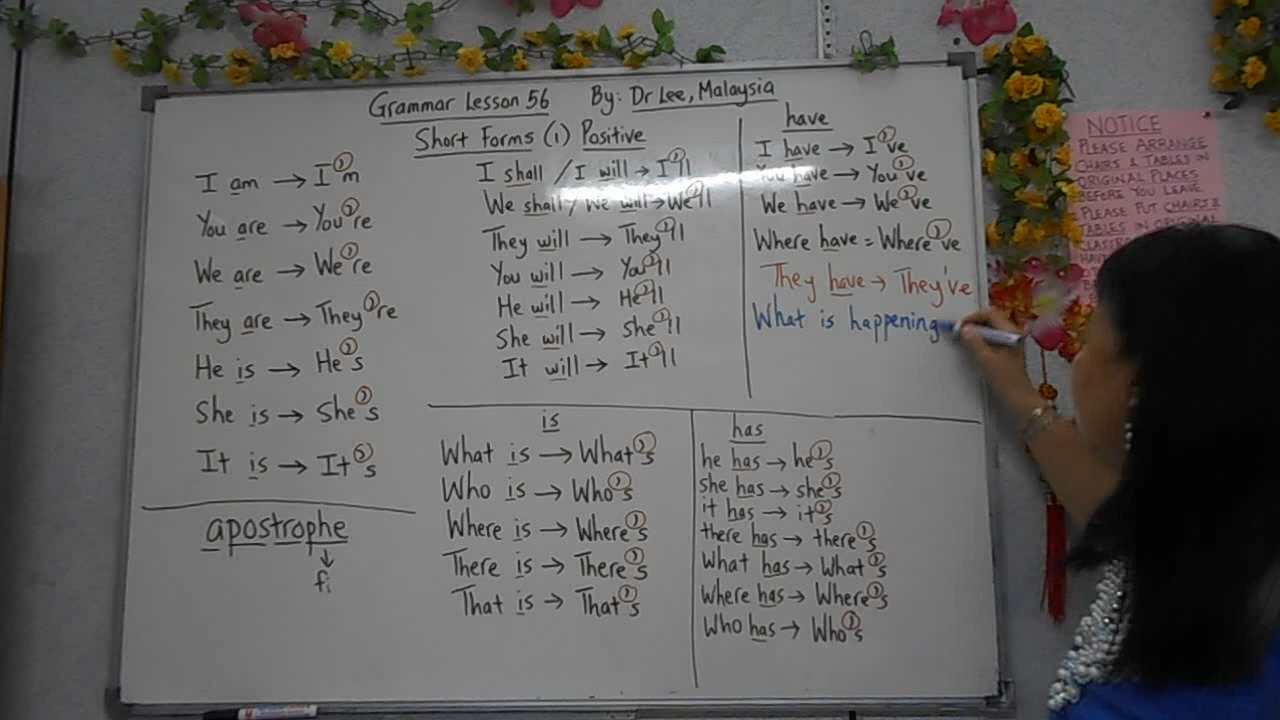 Grammar Lesson 56 By: Dr Lee, Malaysia
Short Forms (1) Positive
I am → I'm
You are → You're
We are → We're
They are → They're
He is → He's
She is → She's
It is → It's
apostrophe
↓
fi
I shall / I will → I'll
We shall / We will → We'll
They will → They'll
You will → You'll
He will → He'll
She will → She'll
It will → It'll
have
I have → I've
You have → You've
We have → We've
Where have = Where've
They have → They've
What is happening
is
What is → What's
Who is → Who's
Where is → Where's
There is → There's
That is → That's
has
he has → he's
she has → she's
it has → it's
there has → there's
What has → What's
Where has → Where's
Who has → Who's
NOTICE
PLEASE ARRANGE
CHAIRS & TABLES IN
ORIGINAL PLACES
BEFORE YOU LEAVE.
PLEASE PUT CHAIRS &
TABLES IN ORIGINAL